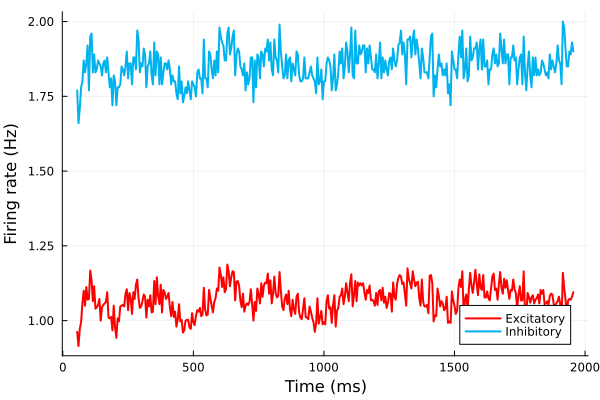 2.00
1.75
1.50
1.25
1.00
Firing rate (Hz)
Excitatory
Inhibitory
0 500 1000 1500 2000
Time (ms)